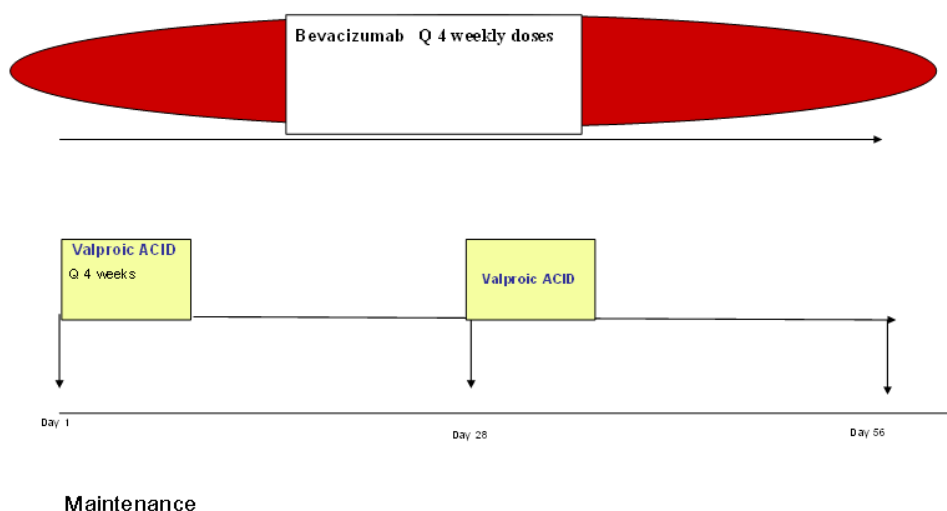 Bevacizumab Q 4 weekly doses
Valproic ACID
Q 4 weeks
Valproic ACID
Day 1
Day 28
Day 56
Maintenance